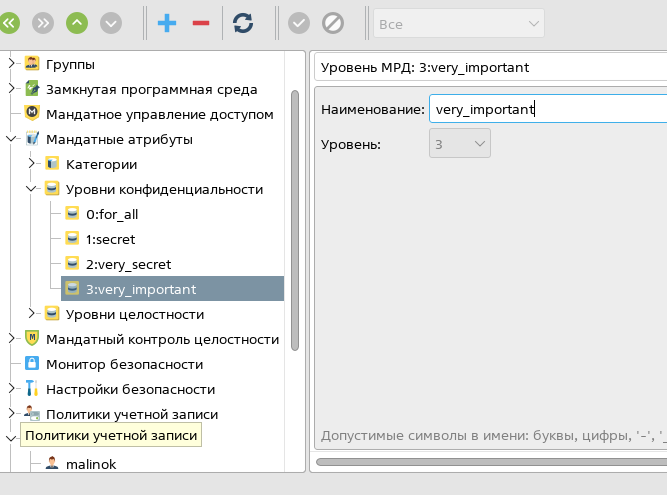 Все
Группы
Замкнутая программная среда
Мандатное управление доступом
Мандатные атрибуты
Категории
Уровни конфиденциальности
0:for_all
1:secret
2:very_secret
3:very_important
Уровни целостности
Мандатный контроль целостности
Монитор безопасности
Настройки безопасности
Политики учетной записи
Политики учетной записи
malinok
Уровень МРД: 3:very_important
Наименование: very_important
Уровень: 3
Допустимые символы в имени: буквы, цифры, '-', '_